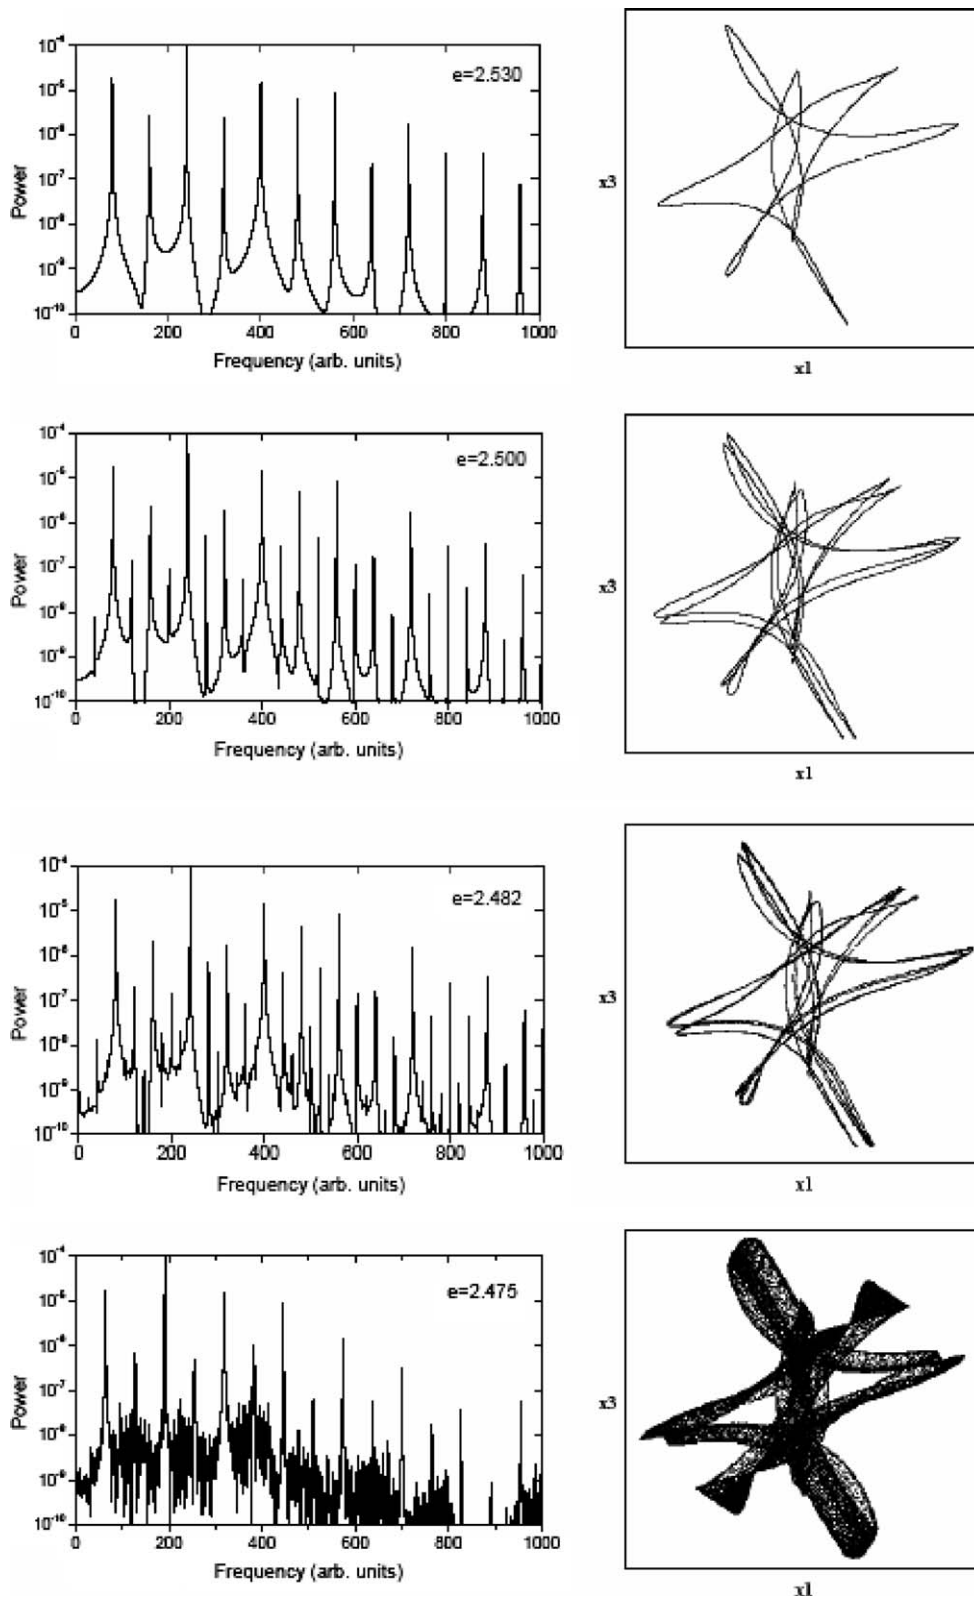 10⁻⁴
10⁻⁵
10⁻⁶
10⁻⁷
10⁻⁸
10⁻⁹
10⁻¹⁰
Power
e=2.530
0 200 400 600 800 1000
Frequency (arb. units)
x3
x1
10⁻⁴
10⁻⁵
10⁻⁶
10⁻⁷
10⁻⁸
10⁻⁹
10⁻¹⁰
Power
e=2.500
0 200 400 600 800 1000
Frequency (arb. units)
x3
x1
10⁻⁴
10⁻⁵
10⁻⁶
10⁻⁷
10⁻⁸
10⁻⁹
10⁻¹⁰
Power
e=2.482
0 200 400 600 800 1000
Frequency (arb. units)
x3
x1
10⁻⁴
10⁻⁵
10⁻⁶
10⁻⁷
10⁻⁸
10⁻⁹
10⁻¹⁰
Power
e=2.475
0 200 400 600 800 1000
Frequency (arb. units)
x3
x1